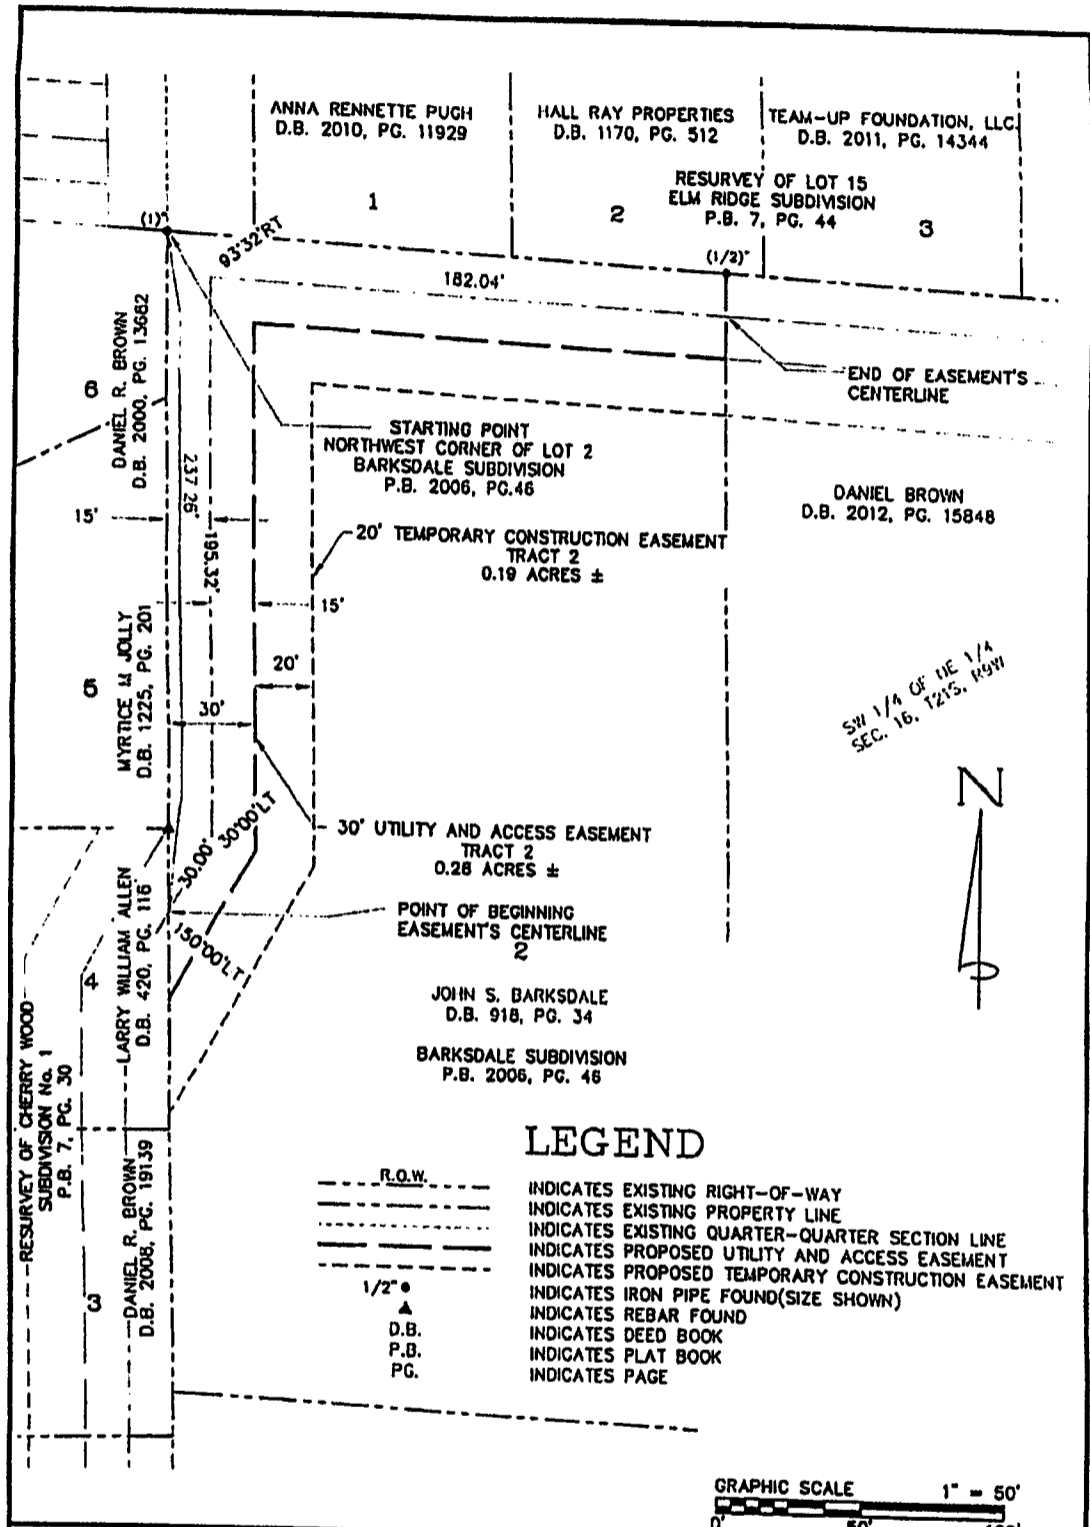 ANNA RENNETTE PUGH
D.B. 2010, PG. 11929
HALL RAY PROPERTIES
D.B. 1170, PG. 512
TEAM-UP FOUNDATION, LLC.
D.B. 2011, PG. 14344
RESURVEY OF LOT 15
ELM RIDGE SUBDIVISION
P.B. 7, PG. 44
1
2
3
(1)"
93°32'RT
(1/2)"
182.04'
DANIEL R. BROWN
D.B. 2000, PG. 13682
6
END OF EASEMENT'S
CENTERLINE
STARTING POINT
NORTHWEST CORNER OF LOT 2
BARKSDALE SUBDIVISION
P.B. 2006, PG.46
237.26'
DANIEL BROWN
D.B. 2012, PG. 15848
15'
195.32'
20' TEMPORARY CONSTRUCTION EASEMENT
TRACT 2
0.19 ACRES ±
15'
MYRTICE M JOLLY
D.B. 1225, PG. 201
5
20'
30'
SW 1/4 OF NE 1/4
SEC. 16, T21S, R9W
N
30.00'
30°00'LT
30' UTILITY AND ACCESS EASEMENT
TRACT 2
0.28 ACRES ±
POINT OF BEGINNING
EASEMENT'S CENTERLINE
2
150°00'LT
LARRY WILLIAM ALLEN
D.B. 420, PG. 116
4
JOHN S. BARKSDALE
D.B. 918, PG. 34
BARKSDALE SUBDIVISION
P.B. 2006, PG. 46
RESURVEY OF CHERRY WOOD
SUBDIVISION No. 1
P.B. 7, PG. 30
DANIEL R. BROWN
D.B. 2008, PG. 19139
3
LEGEND
R.O.W. INDICATES EXISTING RIGHT-OF-WAY
INDICATES EXISTING PROPERTY LINE
INDICATES EXISTING QUARTER-QUARTER SECTION LINE
INDICATES PROPOSED UTILITY AND ACCESS EASEMENT
INDICATES PROPOSED TEMPORARY CONSTRUCTION EASEMENT
1/2" INDICATES IRON PIPE FOUND(SIZE SHOWN)
INDICATES REBAR FOUND
D.B. INDICATES DEED BOOK
P.B. INDICATES PLAT BOOK
PG. INDICATES PAGE
GRAPHIC SCALE 1" = 50'
0' 50'